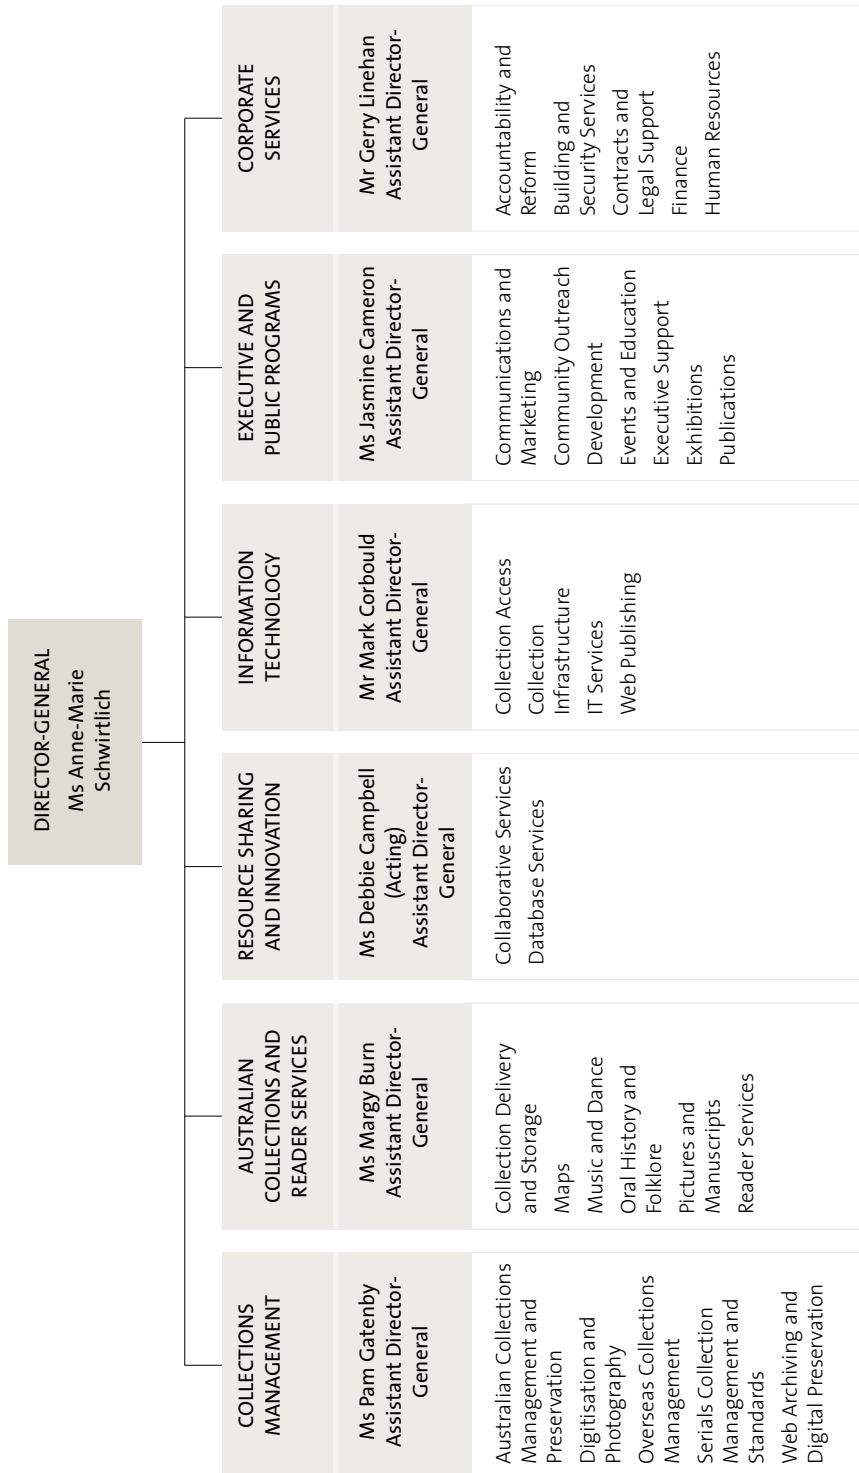 DIRECTOR-GENERAL
Ms Anne-Marie
Schwirtlich
COLLECTIONS
MANAGEMENT
Ms Pam Gatenby
Assistant Director-
General
Australian Collections
Management and
Preservation
Digitisation and
Photography
Overseas Collections
Management
Serials Collection
Management and
Standards
Web Archiving and
Digital Preservation
AUSTRALIAN
COLLECTIONS AND
READER SERVICES
Ms Margy Burn
Assistant Director-
General
Collection Delivery
and Storage
Maps
Music and Dance
Oral History and
Folklore
Pictures and
Manuscripts
Reader Services
RESOURCE SHARING
AND INNOVATION
Ms Debbie Campbell
(Acting)
Assistant Director-
General
Collaborative Services
Database Services
INFORMATION
TECHNOLOGY
Mr Mark Corbould
Assistant Director-
General
Collection Access
Collection
Infrastructure
IT Services
Web Publishing
EXECUTIVE AND
PUBLIC PROGRAMS
Ms Jasmine Cameron
Assistant Director-
General
Communications and
Marketing
Community Outreach
Development
Events and Education
Executive Support
Exhibitions
Publications
CORPORATE
SERVICES
Mr Gerry Linehan
Assistant Director-
General
Accountability and
Reform
Building and
Security Services
Contracts and
Legal Support
Finance
Human Resources